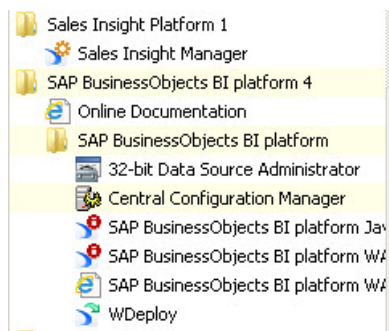 Sales Insight Platform 1
Sales Insight Manager
SAP BusinessObjects BI platform 4
Online Documentation
SAP BusinessObjects BI platform
32-bit Data Source Administrator
Central Configuration Manager
SAP BusinessObjects BI platform Jav
SAP BusinessObjects BI platform WA
SAP BusinessObjects BI platform WA
WDeploy